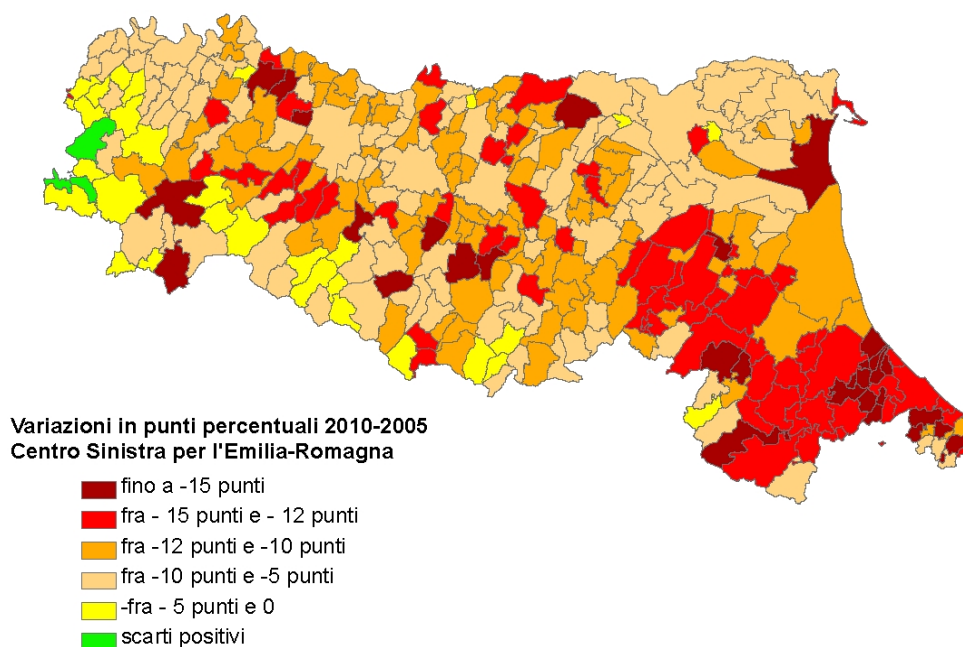 Variazioni in punti percentuali 2010-2005
Centro Sinistra per l'Emilia-Romagna
fino a -15 punti
fra - 15 punti e - 12 punti
fra -12 punti e -10 punti
fra -10 punti e -5 punti
-fra - 5 punti e 0
scarti positivi